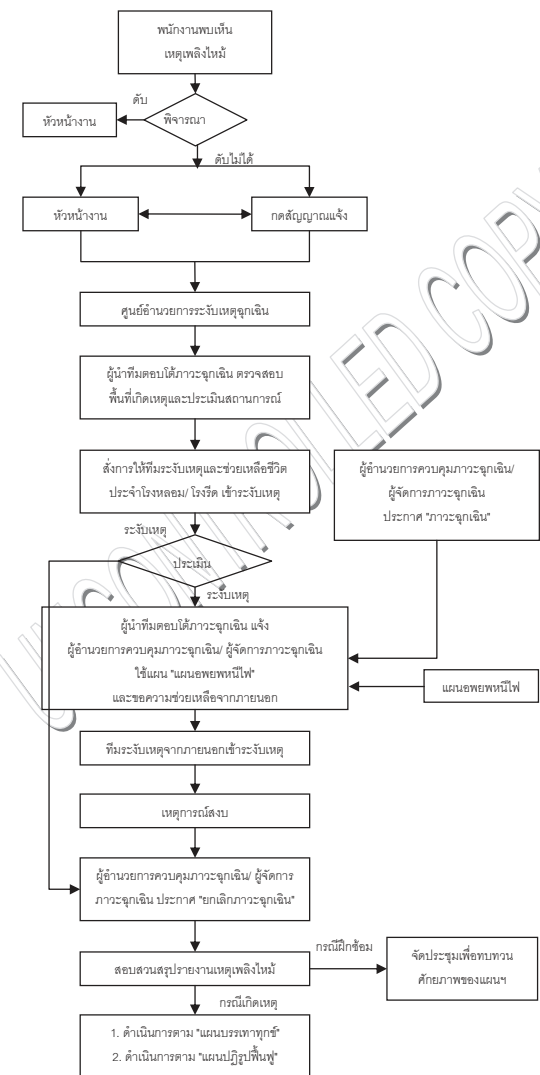 พนักงานพบเห็น
เหตุเพลิงไหม้
ดับ
พิจารณา
หัวหน้างาน
ดับไม่ได้
หัวหน้างาน
กดสัญญาณแจ้ง
ศูนย์อำนวยการระงับเหตุฉุกเฉิน
ผู้นำทีมตอบโต้ภาวะฉุกเฉิน ตรวจสอบ
พื้นที่เกิดเหตุและประเมินสถานการณ์
สั่งการให้ทีมระงับเหตุและช่วยเหลือชีวิต
ประจำโรงหลอม/ โรงรีด เข้าระงับเหตุ
ผู้อำนวยการควบคุมภาวะฉุกเฉิน/
ผู้จัดการภาวะฉุกเฉิน
ประกาศ "ภาวะฉุกเฉิน"
ระงับเหตุ
ประเมิน
ระงับเหตุ
ผู้นำทีมตอบโต้ภาวะฉุกเฉิน แจ้ง
ผู้อำนวยการควบคุมภาวะฉุกเฉิน/ ผู้จัดการภาวะฉุกเฉิน
ใช้แผน "แผนอพยพหนีไฟ"
และขอความช่วยเหลือจากภายนอก
แผนอพยพหนีไฟ
ทีมระงับเหตุจากภายนอกเข้าระงับเหตุ
เหตุการณ์สงบ
ผู้อำนวยการควบคุมภาวะฉุกเฉิน/ ผู้จัดการ
ภาวะฉุกเฉิน ประกาศ "ยกเลิกภาวะฉุกเฉิน"
กรณีฝึกซ้อม
สอบสวนสรุปรายงานเหตุเพลิงไหม้
จัดประชุมเพื่อทบทวน
ศักยภาพของแผนฯ
กรณีเกิดเหตุ
1. ดำเนินการตาม "แผนบรรเทาทุกข์"
2. ดำเนินการตาม "แผนปฏิรูปฟื้นฟู"
UNCONTROLLED COPY